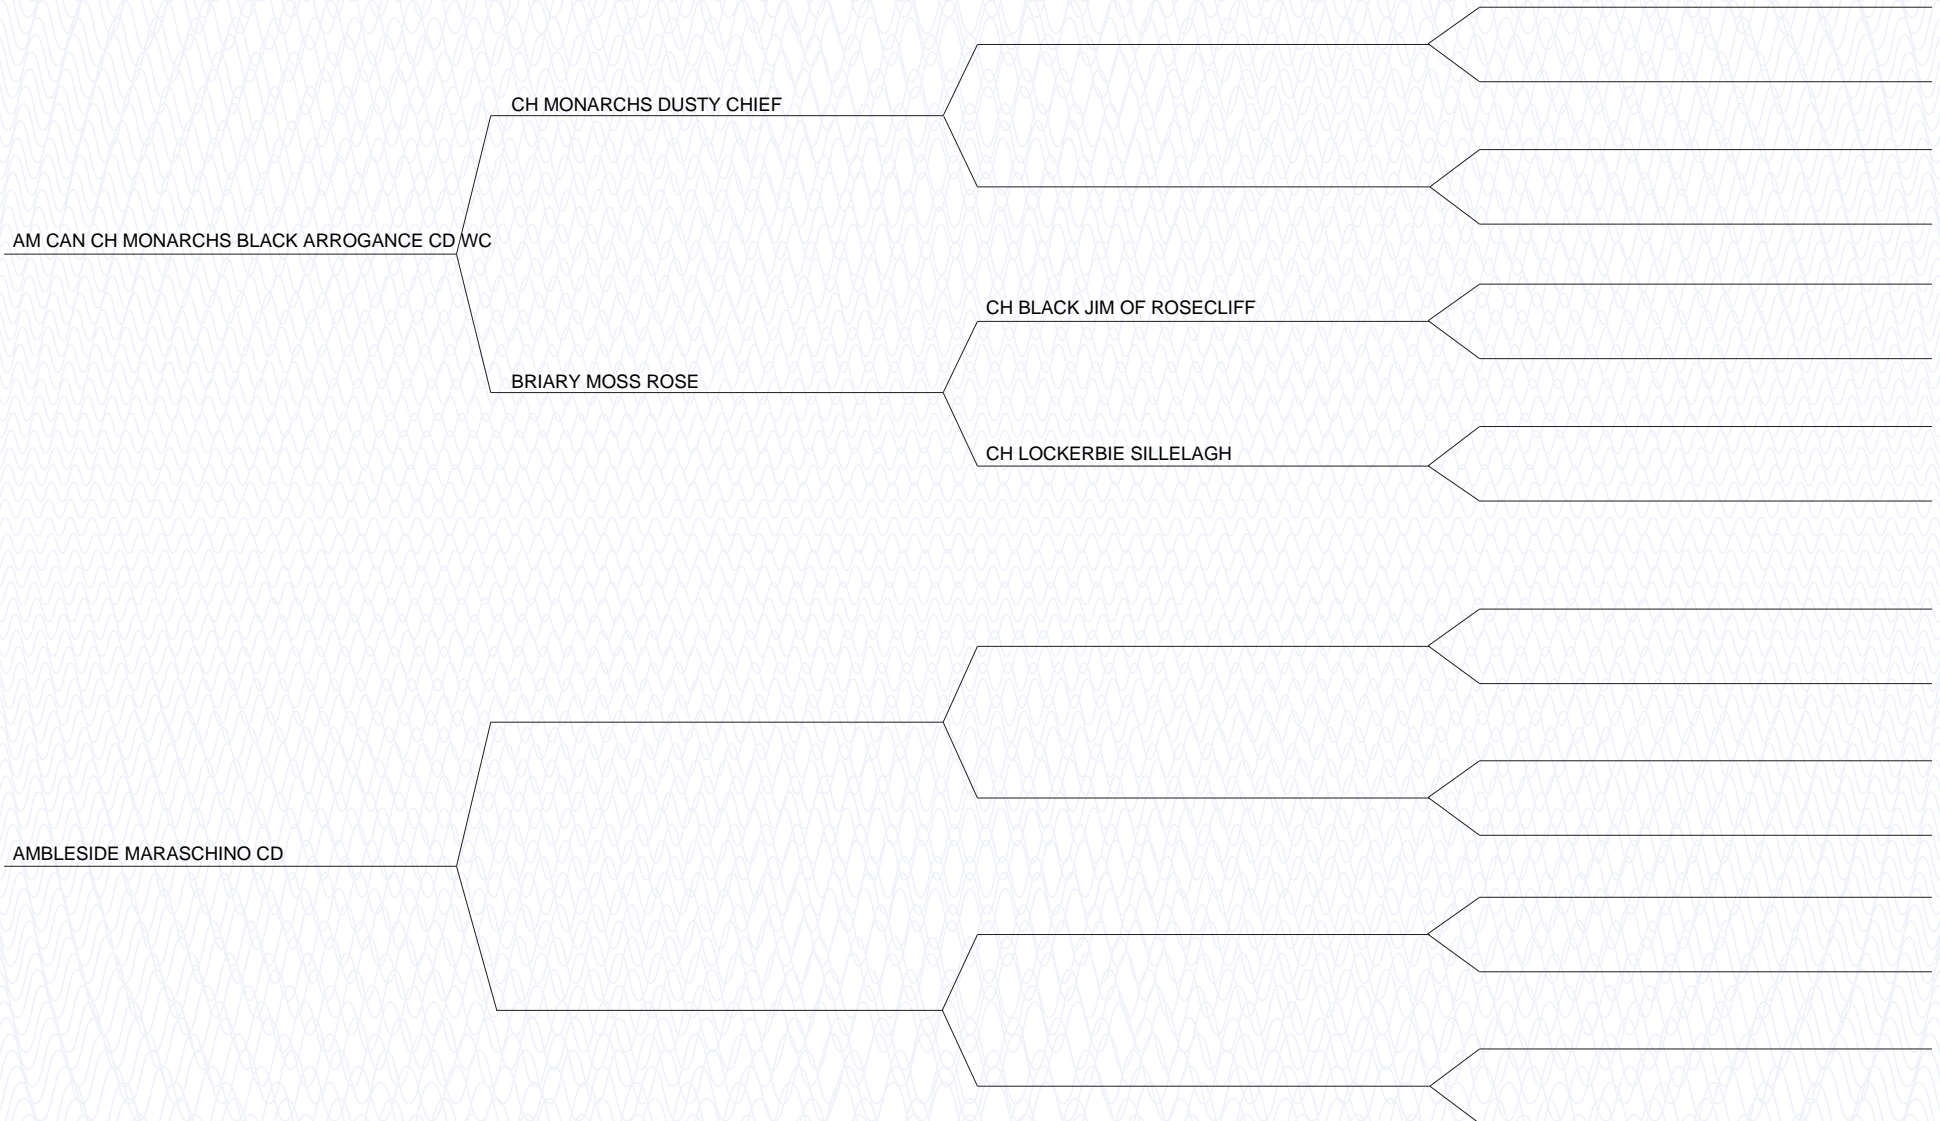 CH MONARCHS DUSTY CHIEF
AM CAN CH MONARCHS BLACK ARROGANCE CD WC
CH BLACK JIM OF ROSECLIFF
BRIARY MOSS ROSE
CH LOCKERBIE SILLELAGH
AMBLESIDE MARASCHINO CD